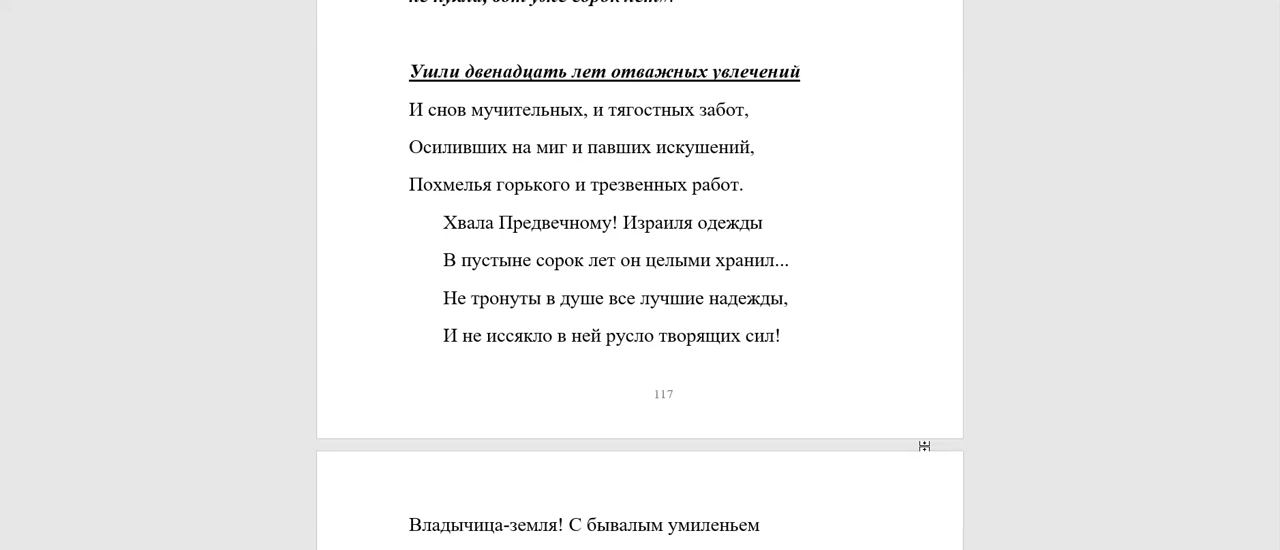 Ушли двенадцать лет отважных увлечений
И снов мучительных, и тягостных забот,
Осиливших на миг и павших искушений,
Похмелья горького и трезвенных работ.
Хвала Предвечному! Израиля одежды
В пустыне сорок лет он целыми хранил...
Не тронуты в душе все лучшие надежды,
И не иссякло в ней русло творящих сил!
117
Владычица-земля! С бывалым умиленьем